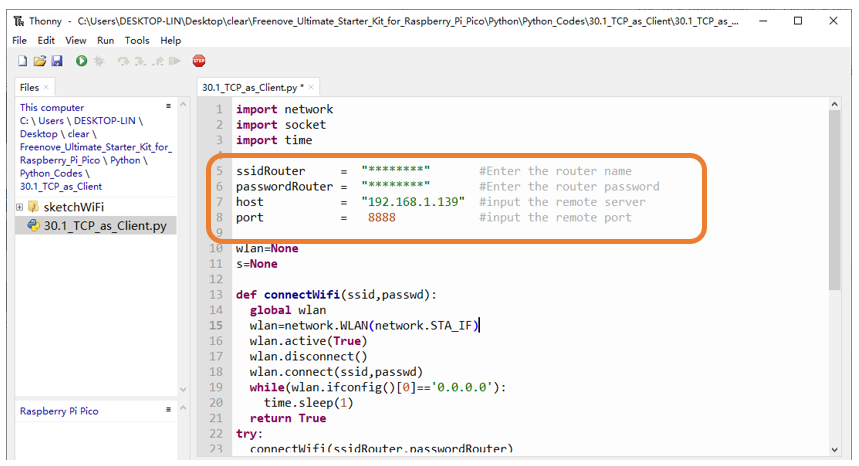 Thonny - C:\Users\DESKTOP-LIN\Desktop\clear\Freenove_Ultimate_Starter_Kit_for_Raspberry_Pi_Pico\Python\Python_Codes\30.1_TCP_as_Client\30.1_TCP_as_...
File Edit View Run Tools Help
STOP
Files
30.1_TCP_as_Client.py *
This computer
C: \ Users \ DESKTOP-LIN \
Desktop \ clear \
Freenove_Ultimate_Starter_Kit_for_
Raspberry_Pi_Pico \ Python \
Python_Codes \
30.1_TCP_as_Client
sketchWiFi
30.1_TCP_as_Client.py
Raspberry Pi Pico
1 import network
2 import socket
3 import time
4
5 ssidRouter     =  "********"      #Enter the router name
6 passwordRouter =  "********"      #Enter the router password
7 host           =  "192.168.1.139" #input the remote server
8 port           =   8888           #input the remote port
9
10 wlan=None
11 s=None
12
13 def connectWifi(ssid,passwd):
14   global wlan
15   wlan=network.WLAN(network.STA_IF)
16   wlan.active(True)
17   wlan.disconnect()
18   wlan.connect(ssid,passwd)
19   while(wlan.ifconfig()[0]=='0.0.0.0'):
20     time.sleep(1)
21   return True
22 try:
23   connectWifi(ssidRouter,passwordRouter)